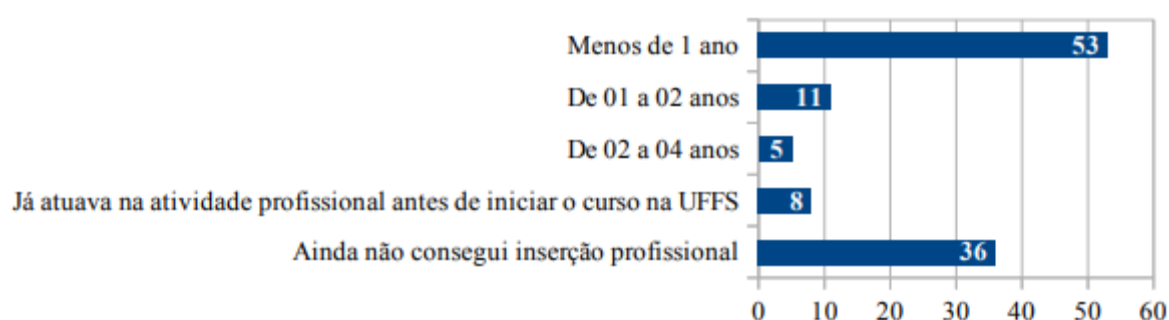 Menos de 1 ano 53
De 01 a 02 anos 11
De 02 a 04 anos 5
Já atuava na atividade profissional antes de iniciar o curso na UFFS 8
Ainda não consegui inserção profissional 36
0 10 20 30 40 50 60